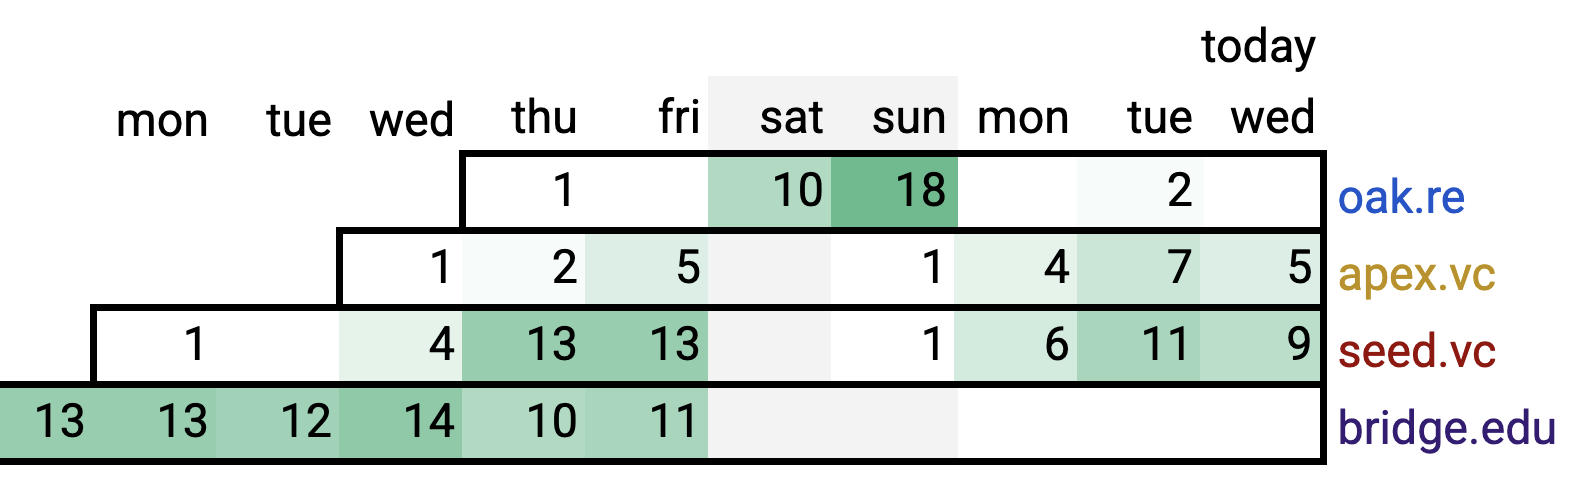 today
mon tue wed thu fri sat sun mon tue wed
1 10 18 2 oak.re
1 2 5 1 4 7 5 apex.vc
1 4 13 13 1 6 11 9 seed.vc
13 13 12 14 10 11 bridge.edu